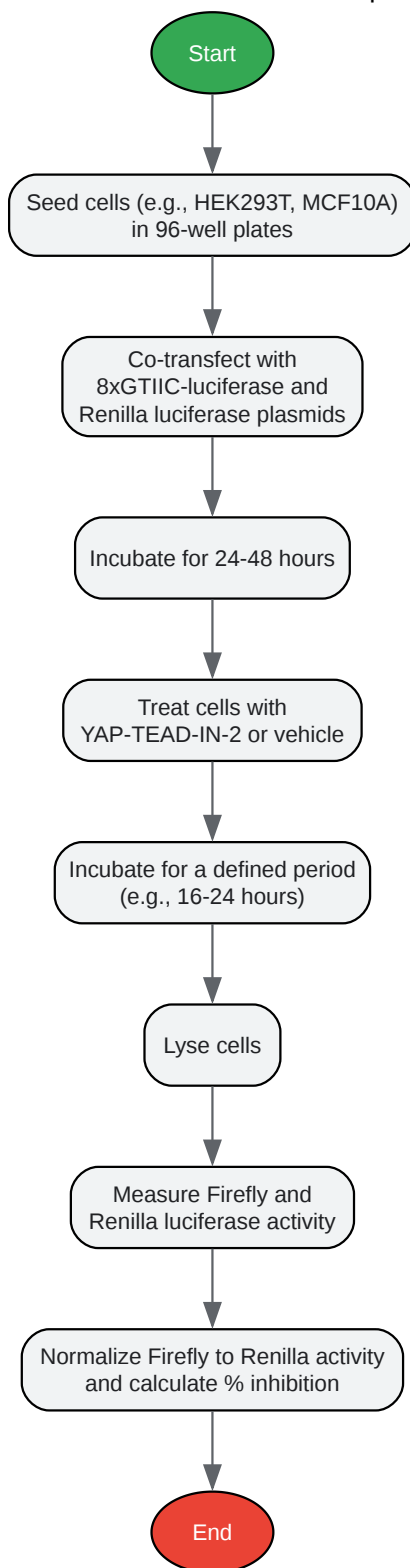 Start
Seed cells (e.g., HEK293T, MCF10A)
in 96-well plates
Co-transfect with
8xGTIIC-luciferase and
Renilla luciferase plasmids
Incubate for 24-48 hours
Treat cells with
YAP-TEAD-IN-2 or vehicle
Incubate for a defined period
(e.g., 16-24 hours)
Lyse cells
Measure Firefly and
Renilla luciferase activity
Normalize Firefly to Renilla activity
and calculate % inhibition
End